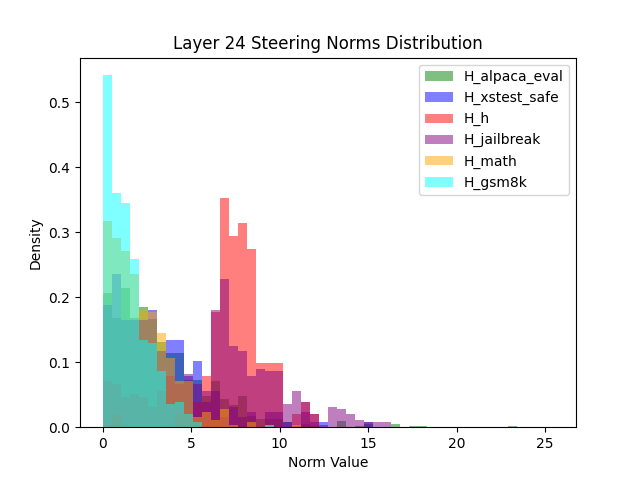 Layer 24 Steering Norms Distribution
H_alpaca_eval
H_xstest_safe
H_h
H_jailbreak
H_math
H_gsm8k
Density
0.5
0.4
0.3
0.2
0.1
0.0
0
5
10
15
20
25
Norm Value